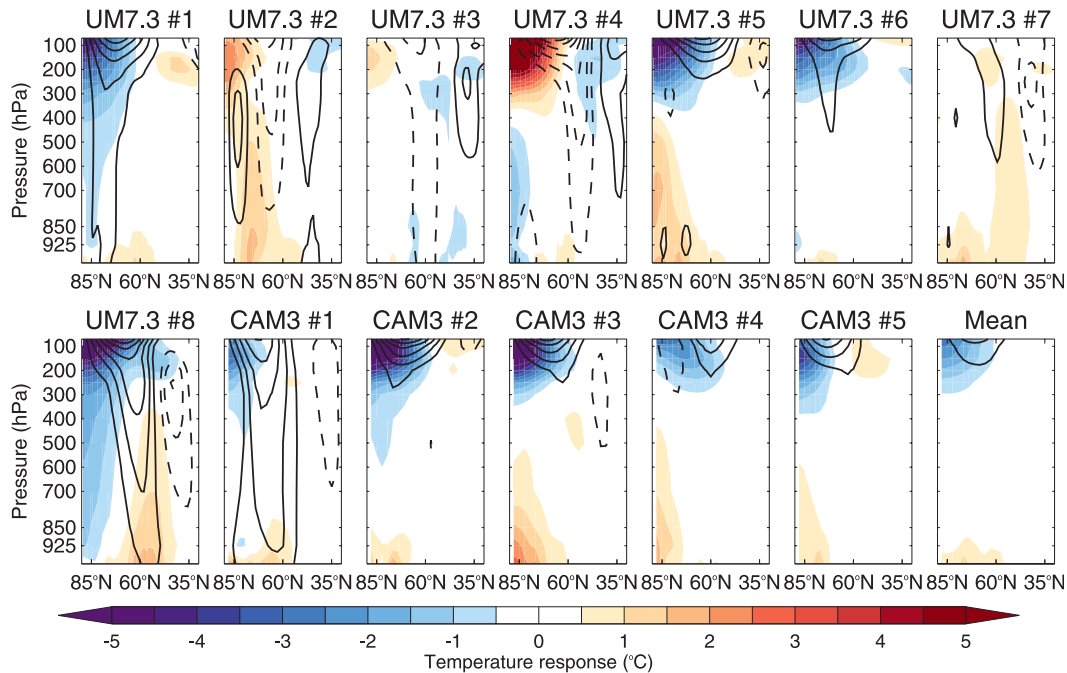 UM7.3 #1 UM7.3 #2 UM7.3 #3 UM7.3 #4 UM7.3 #5 UM7.3 #6 UM7.3 #7
Pressure (hPa)
100
200
300
400
500
600
700
850
925
85°N 60°N 35°N 85°N 60°N 35°N 85°N 60°N 35°N 85°N 60°N 35°N 85°N 60°N 35°N 85°N 60°N 35°N 85°N 60°N 35°N
UM7.3 #8 CAM3 #1 CAM3 #2 CAM3 #3 CAM3 #4 CAM3 #5 Mean
Pressure (hPa)
100
200
300
400
500
600
700
850
925
85°N 60°N 35°N 85°N 60°N 35°N 85°N 60°N 35°N 85°N 60°N 35°N 85°N 60°N 35°N 85°N 60°N 35°N 85°N 60°N 35°N
-5 -4 -3 -2 -1 0 1 2 3 4 5
Temperature response (°C)